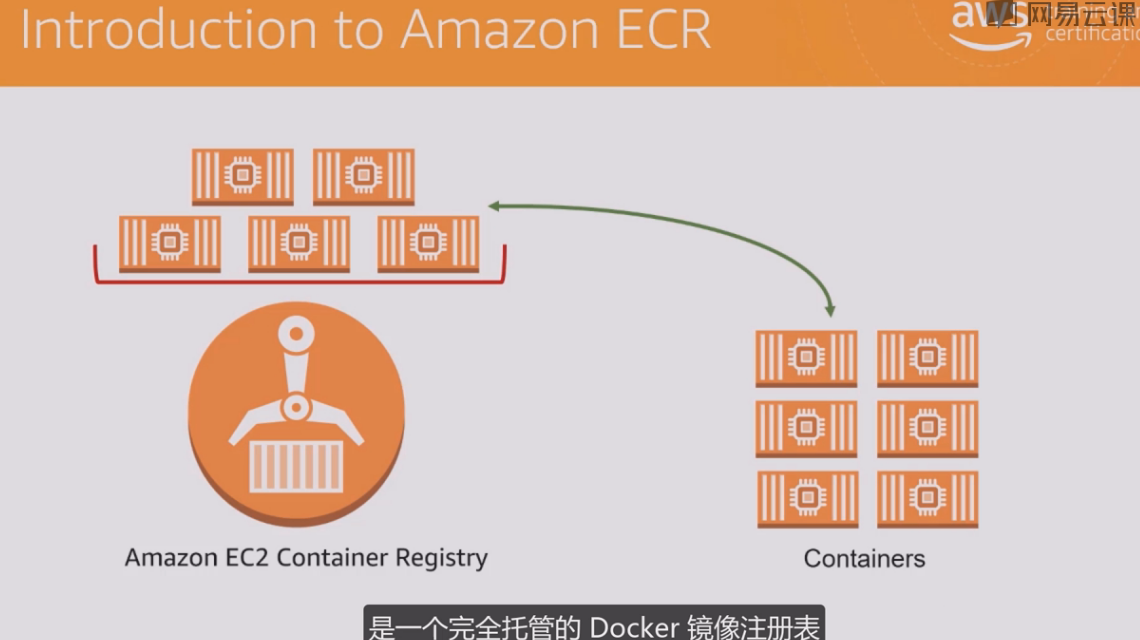 Introduction to Amazon ECR
aws
网易云课
certificatio
Amazon EC2 Container Registry
Containers
是一个完全托管的 Docker 镜像注册表